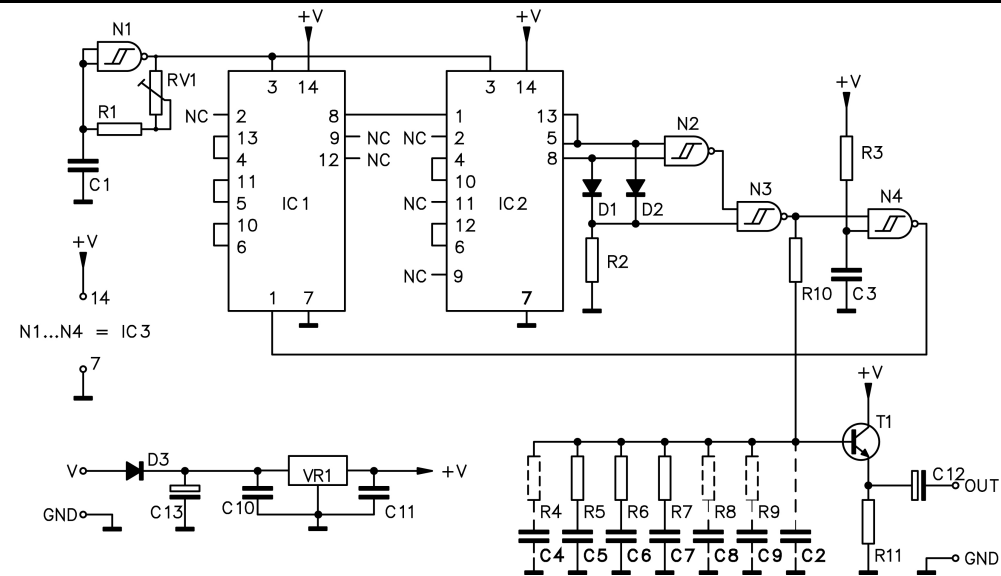 +V +V
N1
3 14 3 14
RV1
+V
R1
NC 2 8 1 13
13 9 NC NC 2 5 N2
4 12 NC 4 8
R3
C1
11 10
5 IC1 NC 11 IC2 D1 D2 N3 N4
10 12
6 6
+V
R2
NC 9
R10 C3
14
1 7 7
N1...N4 = IC3
7
+V
T1
V D3 VR1 +V
C12 OUT
GND C13 C10 C11
R4 R5 R6 R7 R8 R9
C4 C5 C6 C7 C8 C9 C2 R11 GND